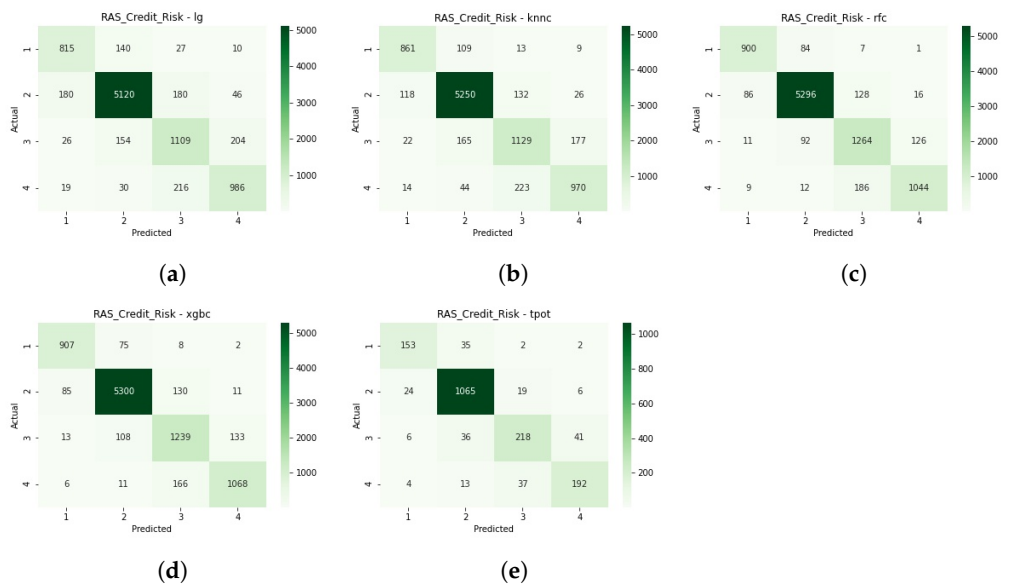 RAS_Credit_Risk - lg
1 815 140 27 10 5000
2 180 5120 180 46 4000
3 26 154 1109 204 3000
4 19 30 216 986 2000
1000
1 2 3 4
Actual
Predicted
(a)
RAS_Credit_Risk - knnc
1 861 109 13 9 5000
2 118 5250 132 26 4000
3 22 165 1129 177 3000
4 14 44 223 970 2000
1000
1 2 3 4
Actual
Predicted
(b)
RAS_Credit_Risk - rfc
1 900 84 7 1 5000
2 86 5296 128 16 4000
3 11 92 1264 126 3000
4 9 12 186 1044 2000
1000
1 2 3 4
Actual
Predicted
(c)
RAS_Credit_Risk - xgbc
1 907 75 8 2 5000
2 85 5300 130 11 4000
3 13 108 1239 133 3000
4 6 11 166 1068 2000
1000
1 2 3 4
Actual
Predicted
(d)
RAS_Credit_Risk - tpot
1 153 35 2 2 1000
2 24 1065 19 6 800
3 6 36 218 41 600
4 4 13 37 192 400
200
1 2 3 4
Actual
Predicted
(e)